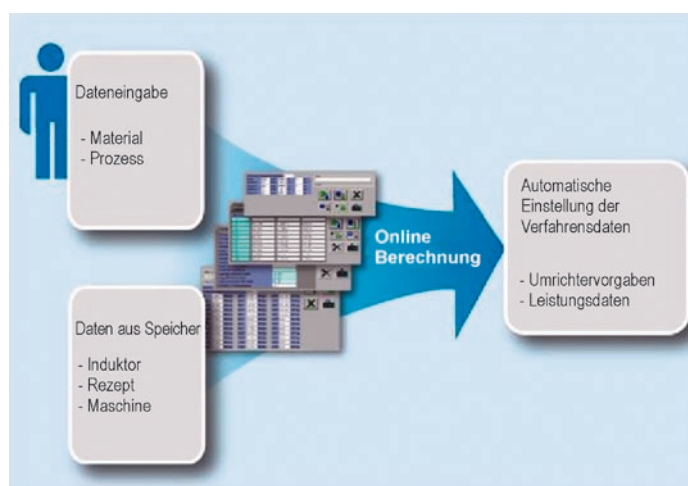 Dateneingabe
- Material
- Prozess
Daten aus Speicher
- Induktor
- Rezept
- Maschine
Online
Berechnung
Automatische
Einstellung der
Verfahrensdaten
- Umrichtervorgaben
- Leistungsdaten